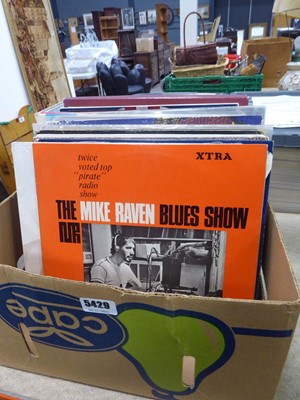 twice
voted top
"pirate"
radio
show
XTRA
THE MIKE RAVEN BLUES SHOW
5429
cape